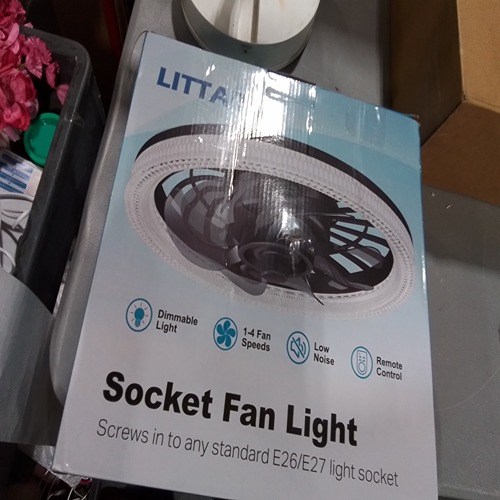 Dimmable
Light
1-4 Fan
Speeds
Low
Noise
Remote
Control
Socket Fan Light
Screws in to any standard E26/E27 light socket